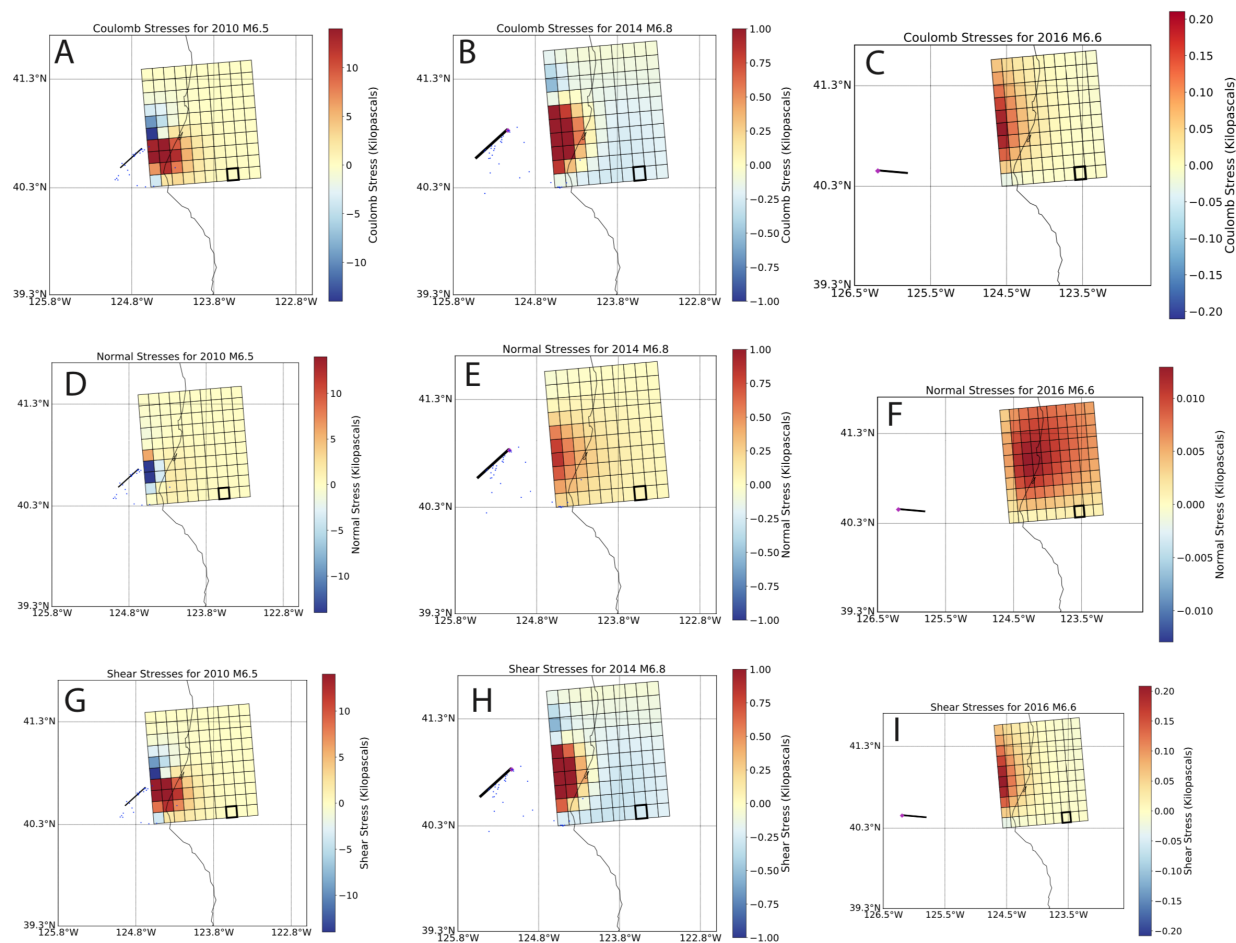 A
Coulomb Stresses for 2010 M6.5
41.3°N
40.3°N
39.3°N
125.8°W 124.8°W 123.8°W 122.8°W
10
5
0
−5
−10
Coulomb Stress (Kilopascals)
B
Coulomb Stresses for 2014 M6.8
41.3°N
40.3°N
39.3°N
125.8°W 124.8°W 123.8°W 122.8°W
1.00
0.75
0.50
0.25
0.00
−0.25
−0.50
−0.75
−1.00
Coulomb Stress (Kilopascals)
C
Coulomb Stresses for 2016 M6.6
41.3°N
40.3°N
39.3°N
126.5°W 125.5°W 124.5°W 123.5°W
0.20
0.15
0.10
0.05
0.00
−0.05
−0.10
−0.15
−0.20
Coulomb Stress (Kilopascals)
D
Normal Stresses for 2010 M6.5
41.3°N
40.3°N
39.3°N
125.8°W 124.8°W 123.8°W 122.8°W
10
5
0
−5
−10
Normal Stress (Kilopascals)
E
Normal Stresses for 2014 M6.8
41.3°N
40.3°N
39.3°N
125.8°W 124.8°W 123.8°W 122.8°W
1.00
0.75
0.50
0.25
0.00
−0.25
−0.50
−0.75
−1.00
Normal Stress (Kilopascals)
F
Normal Stresses for 2016 M6.6
41.3°N
40.3°N
39.3°N
126.5°W 125.5°W 124.5°W 123.5°W
0.010
0.005
0.000
−0.005
−0.010
Normal Stress (Kilopascals)
G
Shear Stresses for 2010 M6.5
41.3°N
40.3°N
39.3°N
125.8°W 124.8°W 123.8°W 122.8°W
10
5
0
−5
−10
Shear Stress (Kilopascals)
H
Shear Stresses for 2014 M6.8
41.3°N
40.3°N
39.3°N
125.8°W 124.8°W 123.8°W 122.8°W
1.00
0.75
0.50
0.25
0.00
−0.25
−0.50
−0.75
−1.00
Shear Stress (Kilopascals)
I
Shear Stresses for 2016 M6.6
41.3°N
40.3°N
39.3°N
126.5°W 125.5°W 124.5°W 123.5°W
0.20
0.15
0.10
0.05
0.00
−0.05
−0.10
−0.15
−0.20
Shear Stress (Kilopascals)